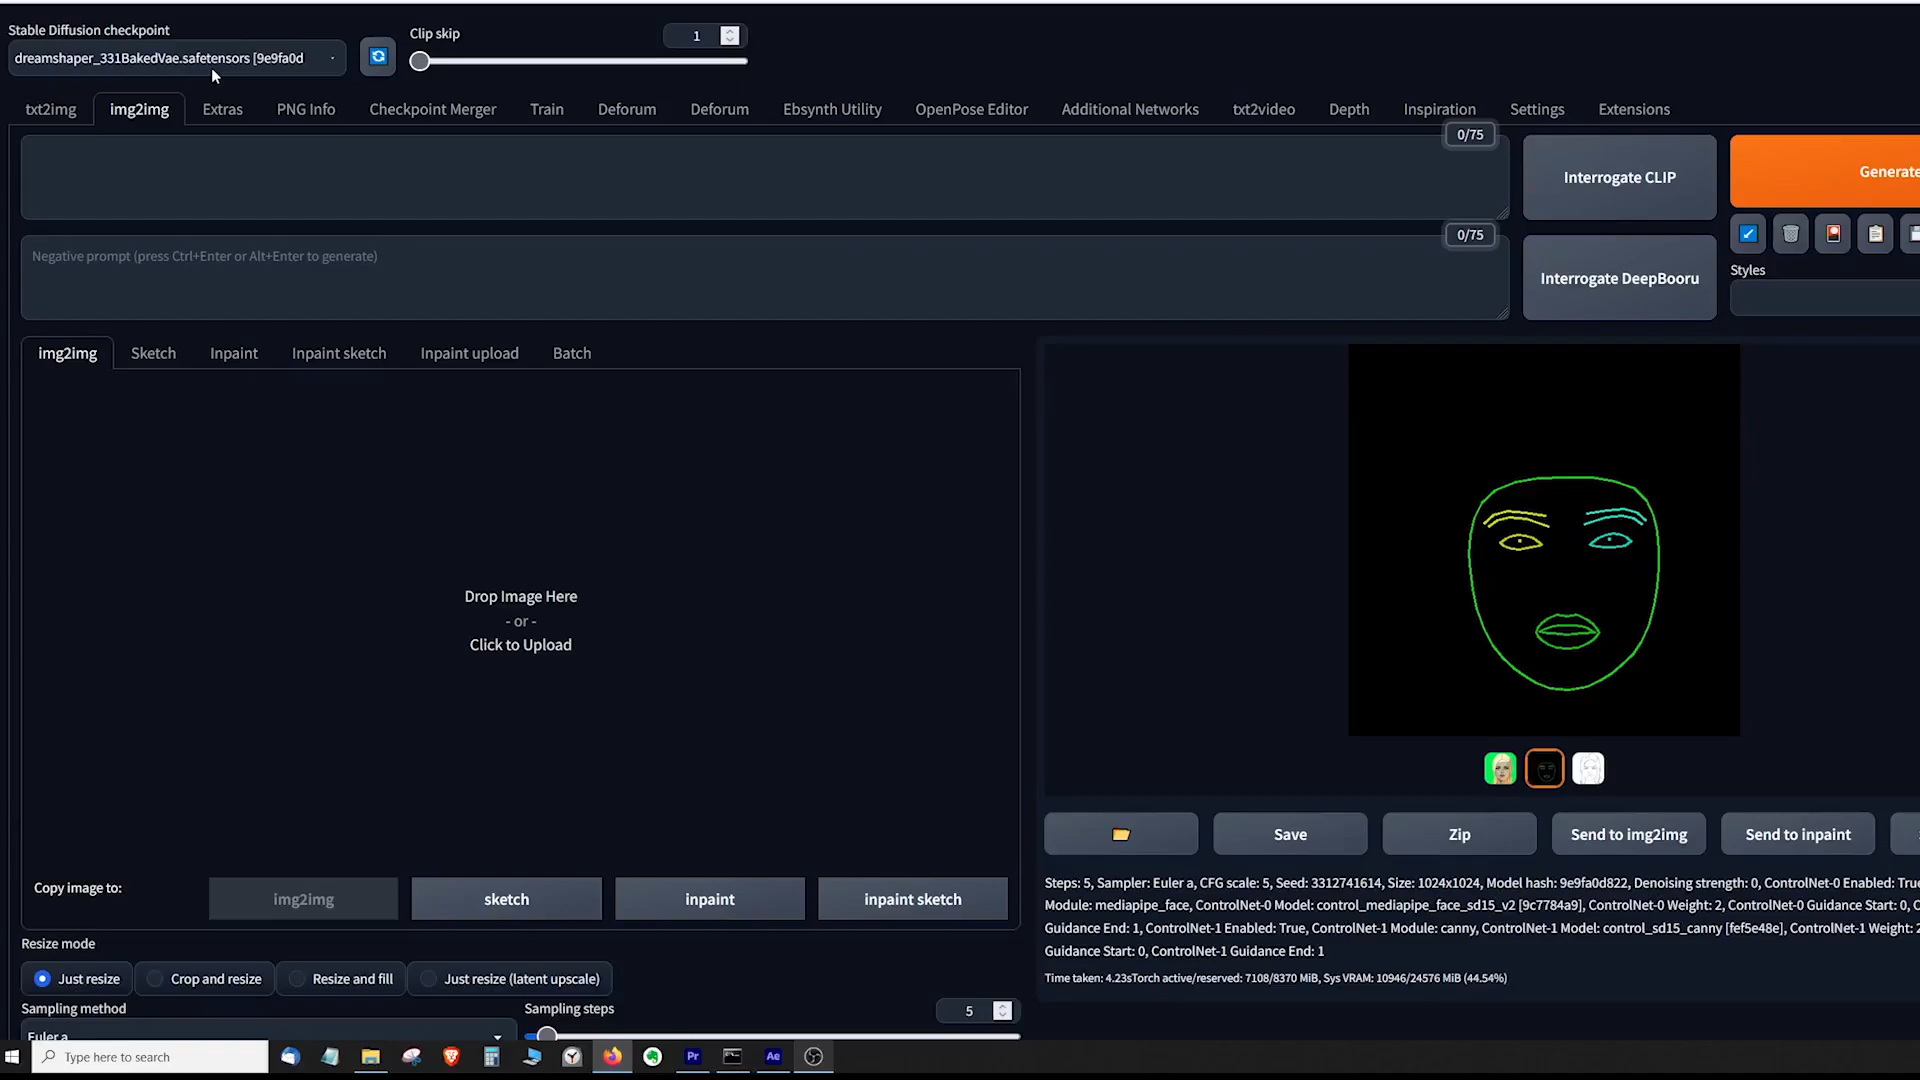 Stable Diffusion checkpoint
Clip skip
1
dreamshaper_331BakedVae.safetensors [9e9fa0d
txt2img
img2img
Extras
PNG Info
Checkpoint Merger
Train
Deforum
Deforum
Ebsynth Utility
OpenPose Editor
Additional Networks
txt2video
Depth
Inspiration
Settings
Extensions
0/75
Interrogate CLIP
Generate
0/75
Negative prompt (press Ctrl+Enter or Alt+Enter to generate)
Interrogate DeepBooru
Styles
img2img
Sketch
Inpaint
Inpaint sketch
Inpaint upload
Batch
Drop Image Here
- or -
Click to Upload
Copy image to:
img2img
sketch
inpaint
inpaint sketch
Save
Zip
Send to img2img
Send to inpaint
Steps: 5, Sampler: Euler a, CFG scale: 5, Seed: 3312741614, Size: 1024x1024, Model hash: 9e9fa0d822, Denoising strength: 0, ControlNet-0 Enabled: True
Module: mediapipe_face, ControlNet-0 Model: control_mediapipe_face_sd15_v2 [9c7784a9], ControlNet-0 Weight: 2, ControlNet-0 Guidance Start: 0, C
Guidance End: 1, ControlNet-1 Enabled: True, ControlNet-1 Module: canny, ControlNet-1 Model: control_sd15_canny [fef5e48e], ControlNet-1 Weight: 2
Guidance Start: 0, ControlNet-1 Guidance End: 1
Time taken: 4.23sTorch active/reserved: 7108/8370 MiB, Sys VRAM: 10946/24576 MiB (44.54%)
Resize mode
Just resize
Crop and resize
Resize and fill
Just resize (latent upscale)
Sampling method
Sampling steps
5
Euler a
Type here to search
Pr
Ae